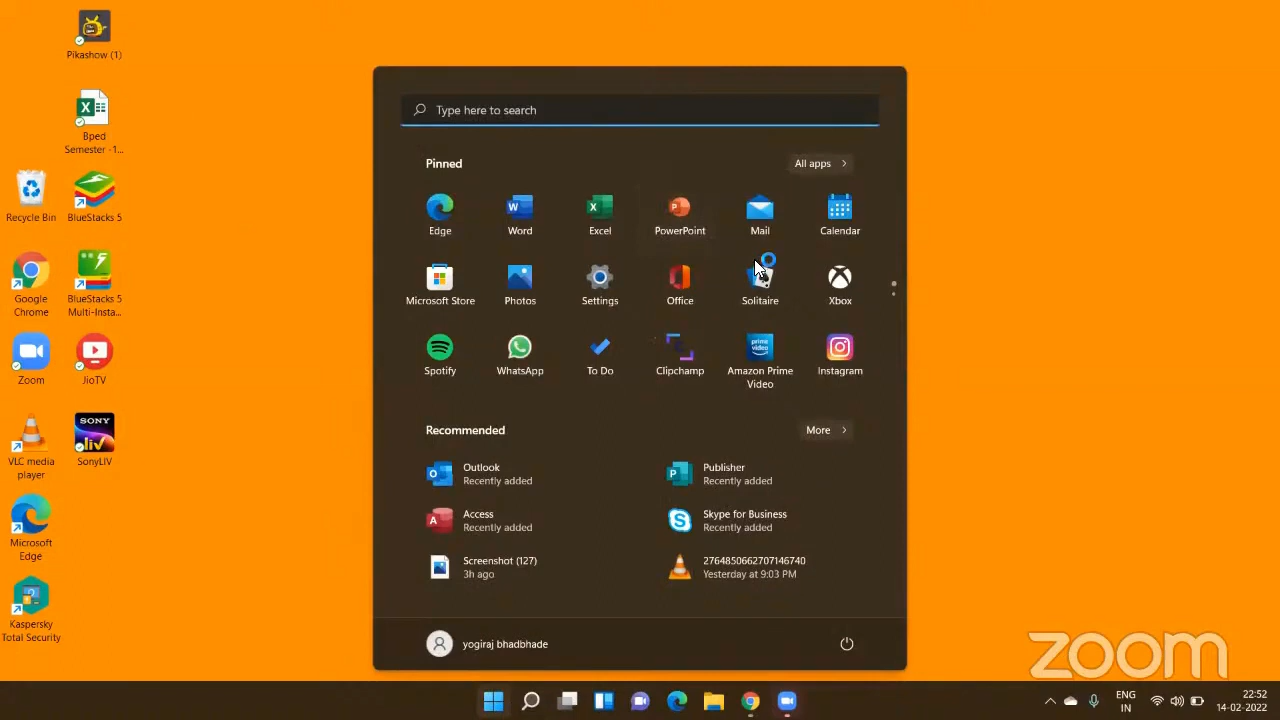 Pikashow (1)
Bped
Semester -1...
Recycle Bin
BlueStacks 5
Google
Chrome
BlueStacks 5
Multi-Insta...
Zoom
JioTV
VLC media
player
SONY
liv
SonyLIV
Microsoft
Edge
Kaspersky
Total Security
Type here to search
Pinned
All apps
Edge
Word
Excel
PowerPoint
Mail
Calendar
Microsoft Store
Photos
Settings
Office
Solitaire
Xbox
Spotify
WhatsApp
To Do
Clipchamp
prime video
Amazon Prime
Video
Instagram
Recommended
More
Outlook
Recently added
Publisher
Recently added
Access
Recently added
Skype for Business
Recently added
Screenshot (127)
3h ago
2764850662707146740
Yesterday at 9:03 PM
yogiraj bhadbhade
zoom
ENG
IN
22:52
14-02-2022